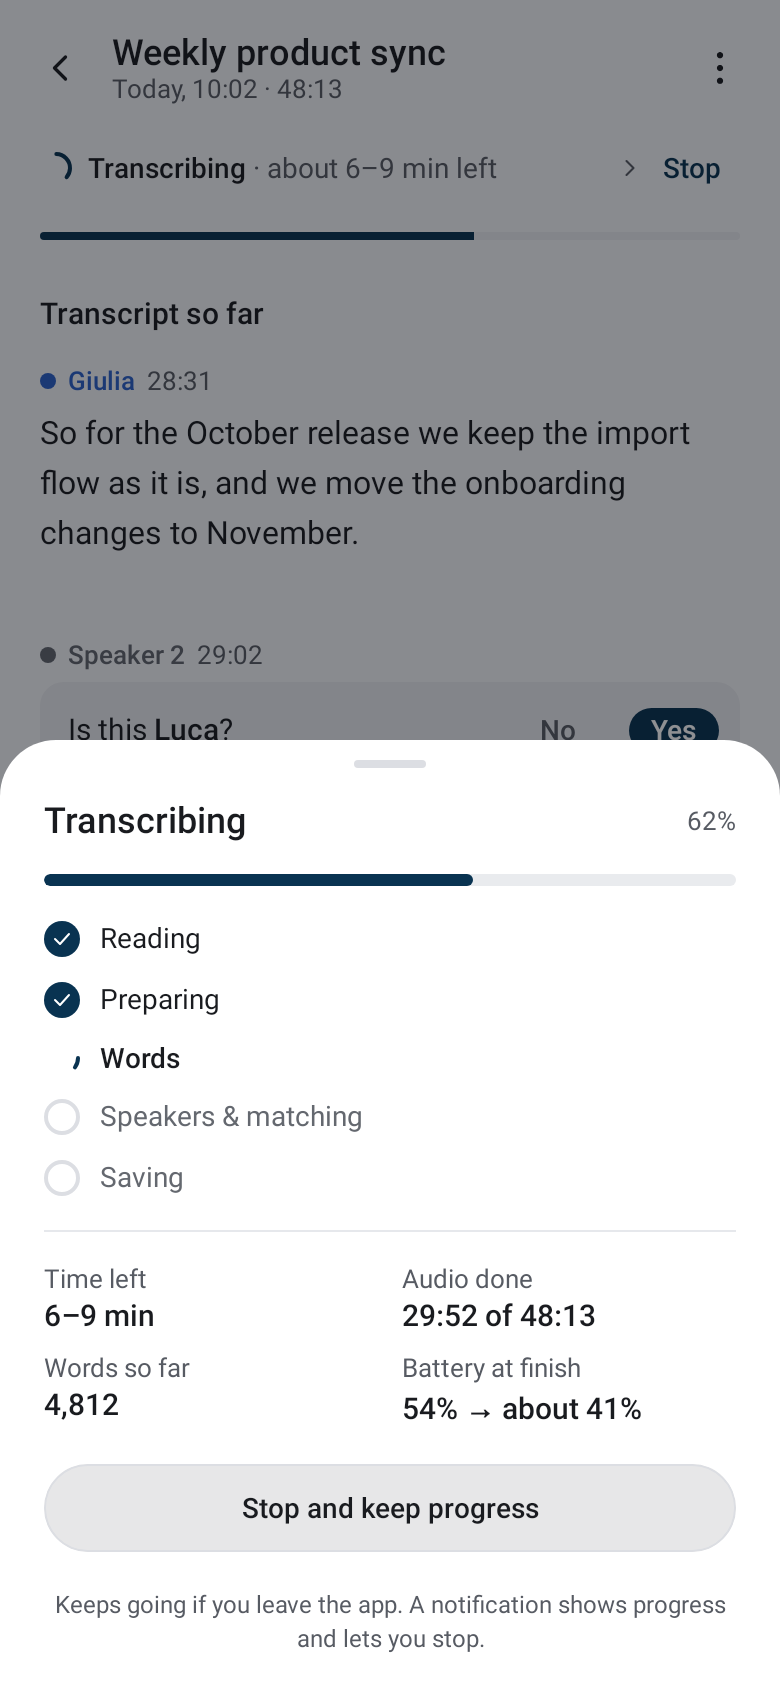 Weekly product sync
Today, 10:02 · 48:13
Transcribing · about 6–9 min left
Stop
Transcript so far
Giulia 28:31
So for the October release we keep the import
flow as it is, and we move the onboarding
changes to November.
Speaker 2 29:02
Is this Luca?
No
Yes
Transcribing
62%
Reading
Preparing
Words
Speakers & matching
Saving
Time left
6–9 min
Audio done
29:52 of 48:13
Words so far
4,812
Battery at finish
54% → about 41%
Stop and keep progress
Keeps going if you leave the app. A notification shows progress
and lets you stop.